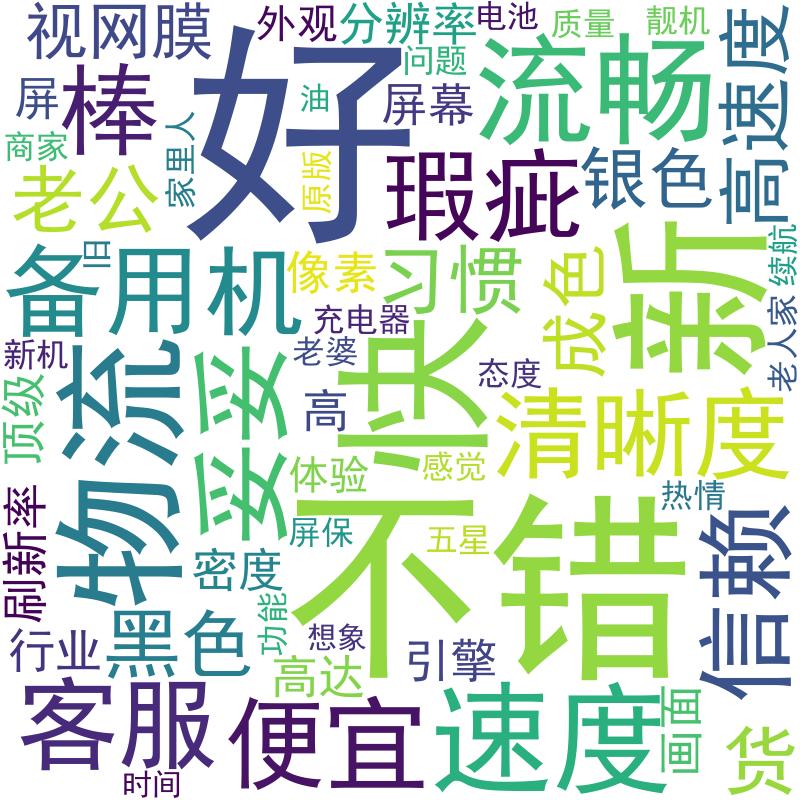 视网膜
外观
分辨率
电池
质量
靓机
高速度
屏
棒
好
问题
油
屏幕
流畅
商家
家里人
原版
老公
瑕疵
银色
备用机
旧
像素
习惯
成色
新
续航
老人家
新机
物流
妥妥
充电器
老婆
快
态度
顶级
高
清晰度
体验
感觉
刷新率
不错
屏保
五星
热情
信赖
密度
功能
行业
黑色
想象
引擎
高达
客服
便宜
速度
画面
货
时间